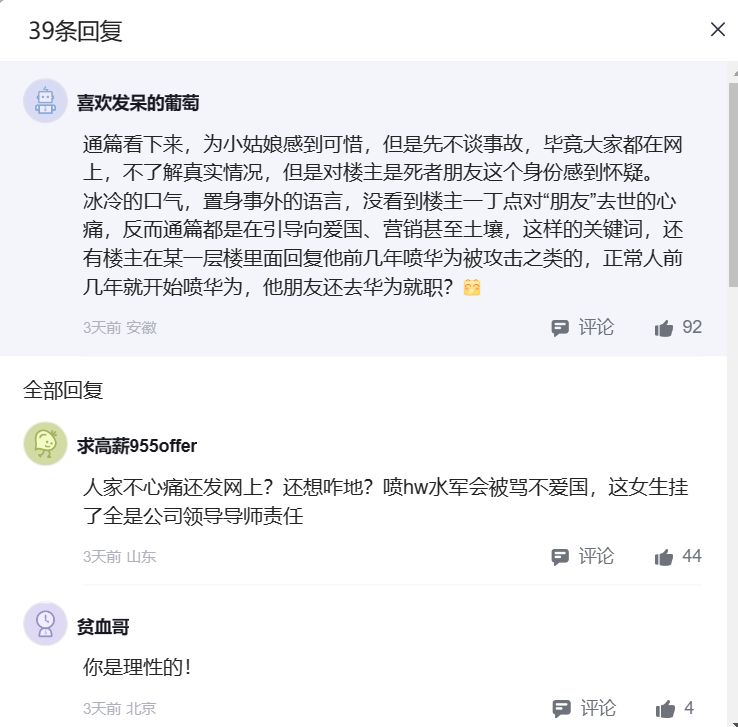 39条回复
喜欢发呆的葡萄
通篇看下来，为小姑娘感到可惜，但是先不谈事故，毕竟大家都在网
上，不了解真实情况，但是对楼主是死者朋友这个身份感到怀疑。
冰冷的口气，置身事外的语言，没看到楼主一丁点对“朋友”去世的心
痛，反而通篇都是在引导向爱国、营销甚至土壤，这样的关键词，还
有楼主在某一层楼里面回复他前几年喷华为被攻击之类的，正常人前
几年就开始喷华为，他朋友还去华为就职？
3天前 安徽 评论 92
全部回复
求高薪955offer
人家不心痛还发网上？还想咋地？喷hw水军会被骂不爱国，这女生挂
了全是公司领导导师责任
3天前 山东 评论 44
贫血哥
你是理性的！
3天前 北京 评论 4